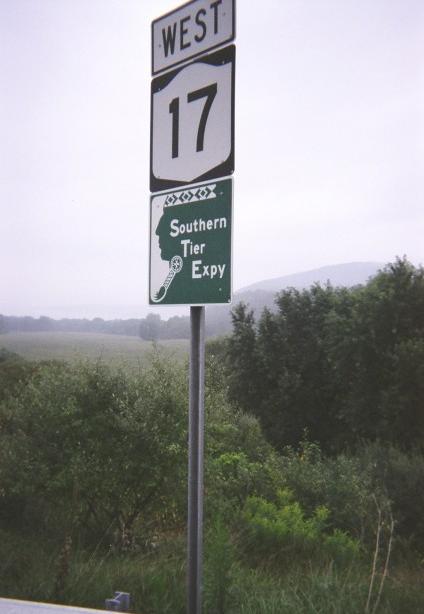 WEST
17
Southern
Tier
Expy